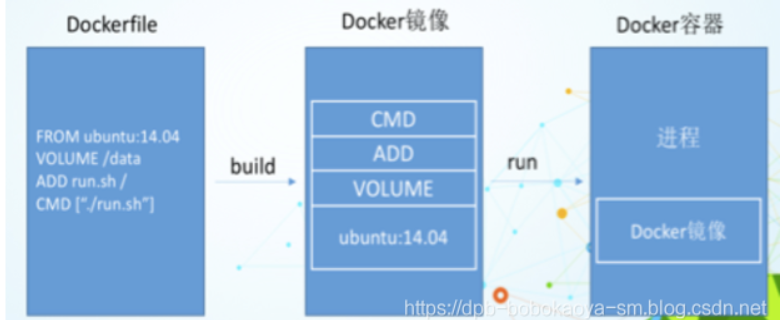 Dockerfile
FROM ubuntu:14.04
VOLUME /data
ADD run.sh /
CMD [“./run.sh”]
build
Docker镜像
CMD
ADD
VOLUME
ubuntu:14.04
run
Docker容器
进程
Docker镜像
https://dpb-bobokaoya-sm.blog.csdn.net